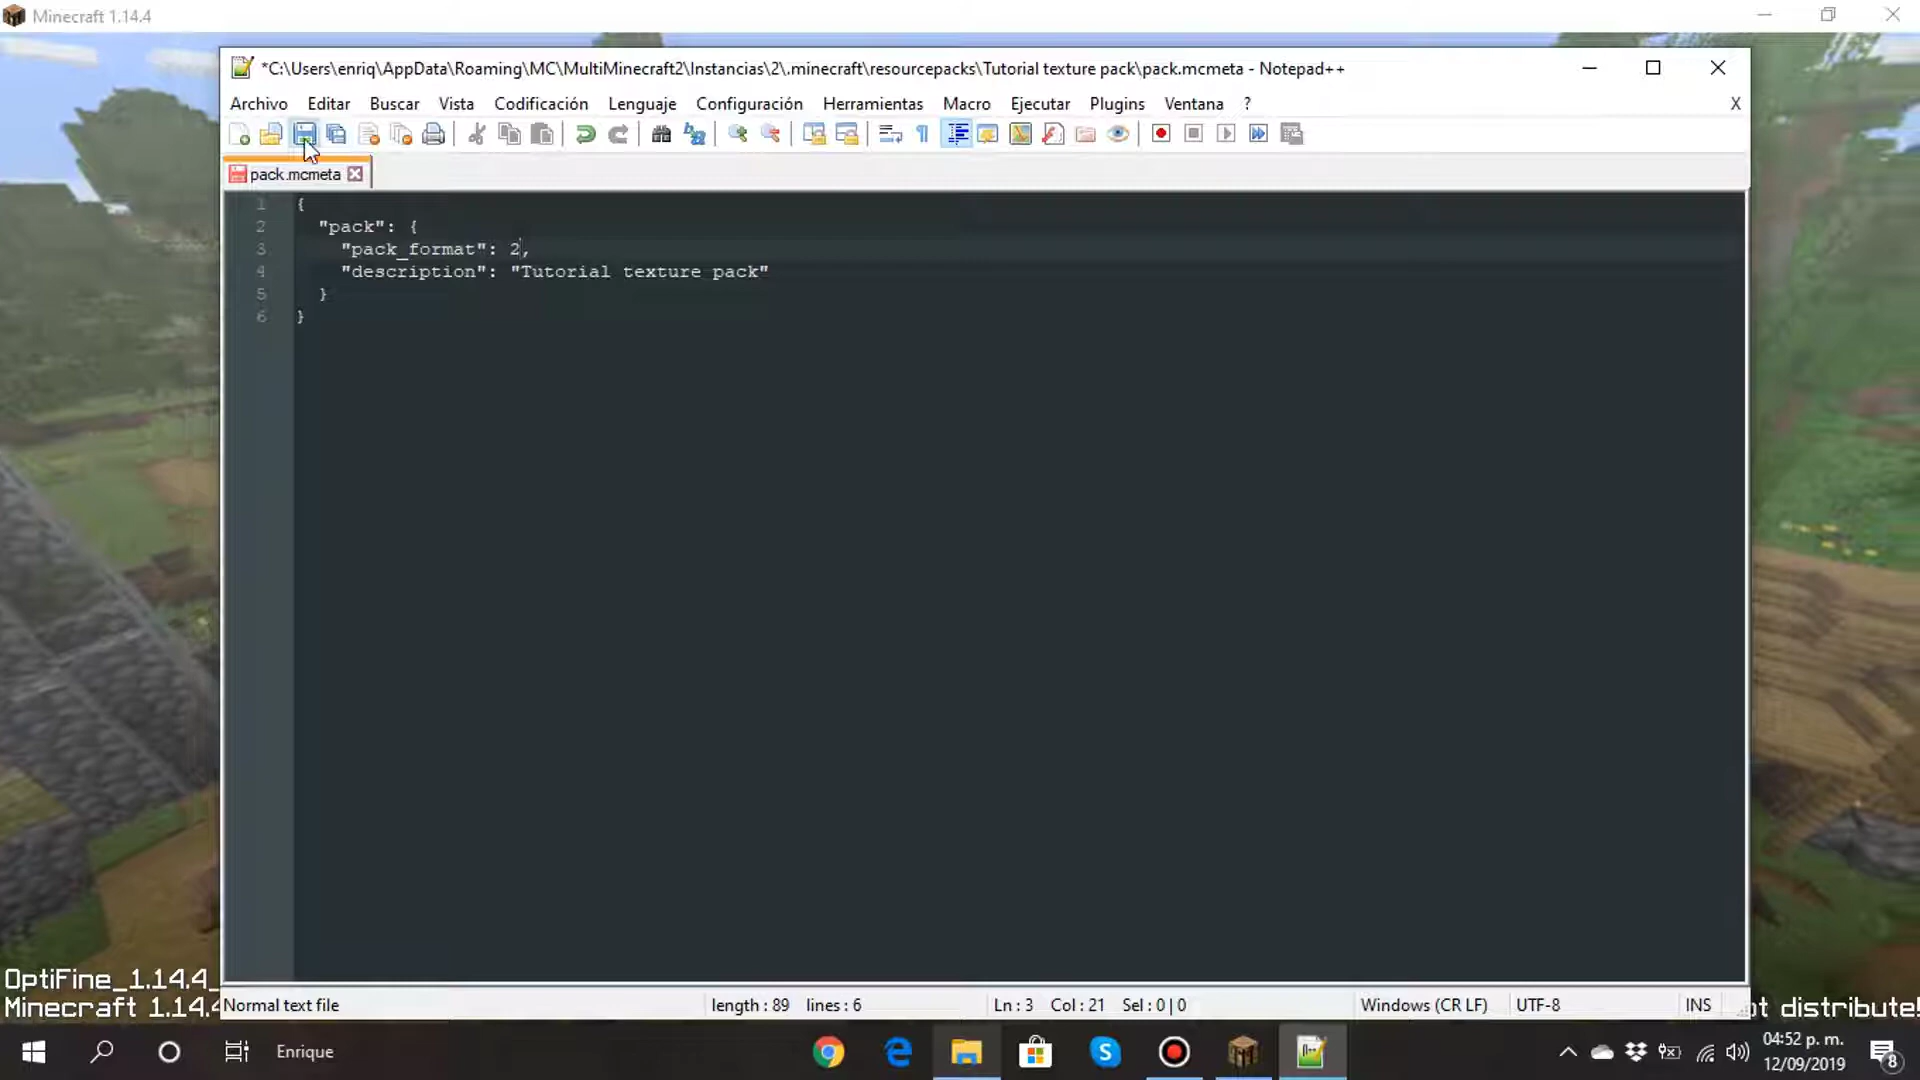 Minecraft 1.14.4
*C:\Users\enriq\AppData\Roaming\MC\MultiMinecraft2\Instancias\2\.minecraft\resourcepacks\Tutorial texture pack\pack.mcmeta - Notepad++
Archivo Editar Buscar Vista Codificación Lenguaje Configuración Herramientas Macro Ejecutar Plugins Ventana ? X
pack.mcmeta
1 {
2 "pack": {
3 "pack_format": 2,
4 "description": "Tutorial texture pack"
5 }
6 }
OptiFine_1.14.4_
Minecraft 1.14.4
Normal text file length : 89 lines : 6 Ln : 3 Col : 21 Sel : 0 | 0 Windows (CR LF) UTF-8 INS
ot distribute!
Enrique
04:52 p. m.
12/09/2019
8